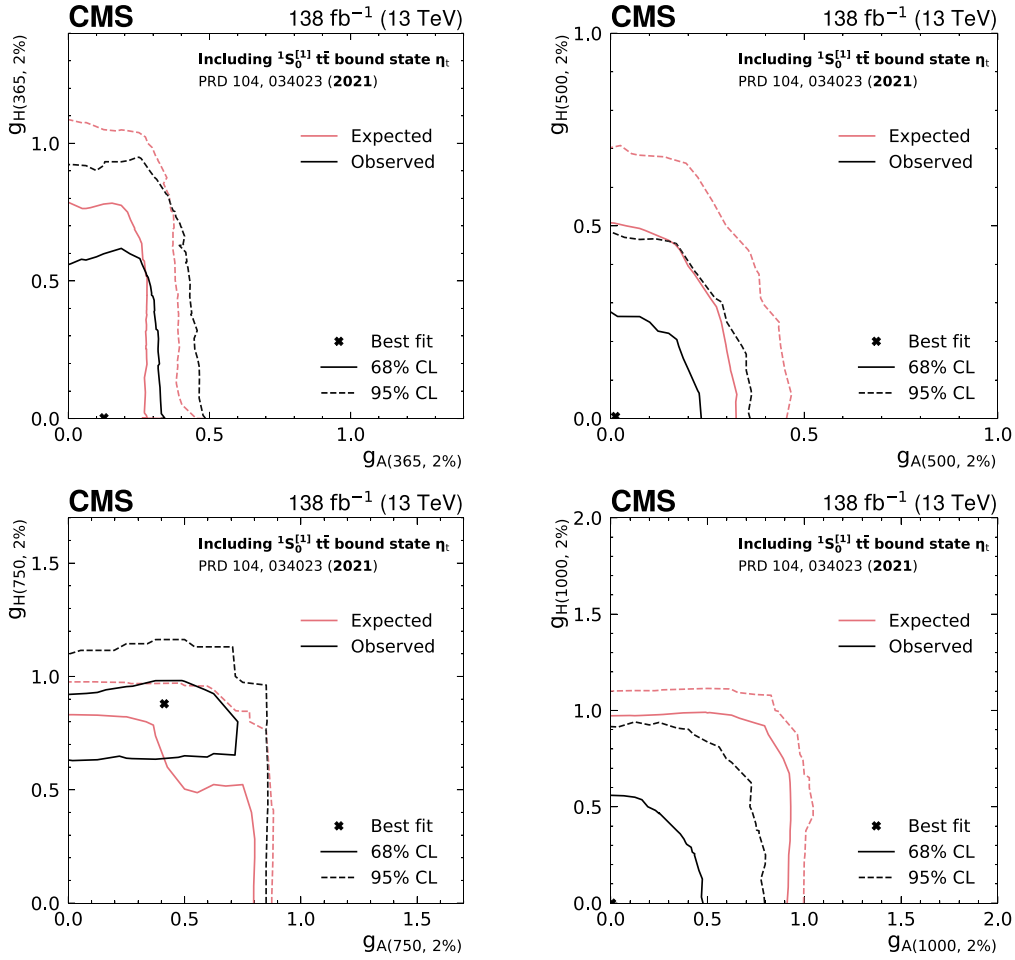 CMS 138 fb⁻¹ (13 TeV)
Including ¹S₀^[1] tt̄ bound state ηₜ
PRD 104, 034023 (2021)
Expected
Observed
Best fit
68% CL
95% CL
g_H(365, 2%)
1.0
0.5
0.0
0.0 0.5 1.0
g_A(365, 2%)
CMS 138 fb⁻¹ (13 TeV)
Including ¹S₀^[1] tt̄ bound state ηₜ
PRD 104, 034023 (2021)
Expected
Observed
Best fit
68% CL
95% CL
g_H(500, 2%)
1.0
0.5
0.0
0.0 0.5 1.0
g_A(500, 2%)
CMS 138 fb⁻¹ (13 TeV)
Including ¹S₀^[1] tt̄ bound state ηₜ
PRD 104, 034023 (2021)
Expected
Observed
Best fit
68% CL
95% CL
g_H(750, 2%)
1.5
1.0
0.5
0.0
0.0 0.5 1.0 1.5
g_A(750, 2%)
CMS 138 fb⁻¹ (13 TeV)
Including ¹S₀^[1] tt̄ bound state ηₜ
PRD 104, 034023 (2021)
Expected
Observed
Best fit
68% CL
95% CL
g_H(1000, 2%)
2.0
1.5
1.0
0.5
0.0
0.0 0.5 1.0 1.5 2.0
g_A(1000, 2%)